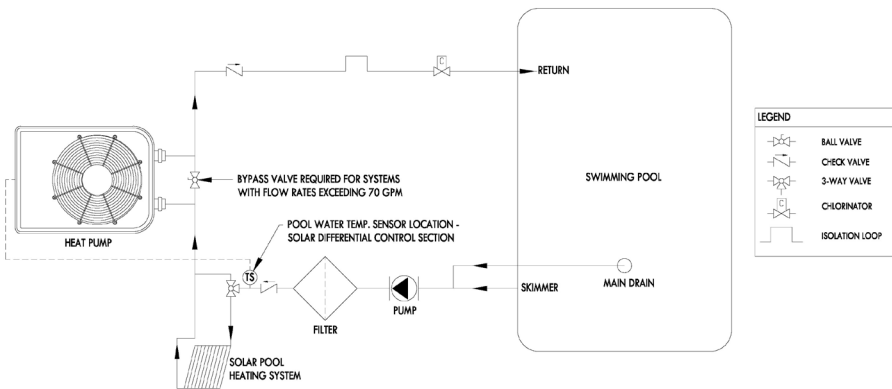 C
RETURN
HEAT PUMP
BYPASS VALVE REQUIRED FOR SYSTEMS
WITH FLOW RATES EXCEEDING 70 GPM
POOL WATER TEMP. SENSOR LOCATION -
SOLAR DIFFERENTIAL CONTROL SECTION
TS
FILTER
PUMP
SKIMMER
MAIN DRAIN
SWIMMING POOL
SOLAR POOL
HEATING SYSTEM
LEGEND
BALL VALVE
CHECK VALVE
3-WAY VALVE
C
CHLORINATOR
ISOLATION LOOP